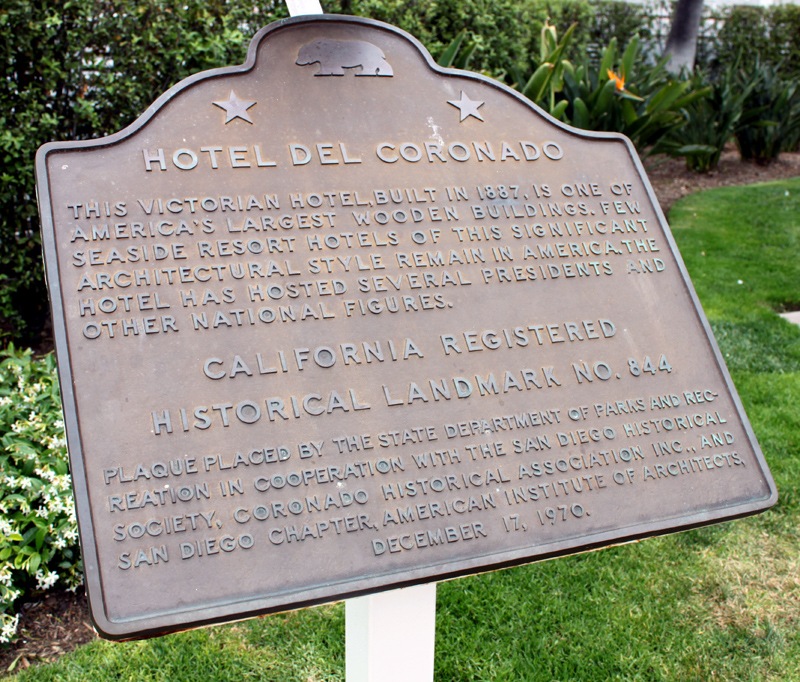 HOTEL DEL CORONADO
THIS VICTORIAN HOTEL, BUILT IN 1887, IS ONE OF
AMERICA'S LARGEST WOODEN BUILDINGS. FEW
SEASIDE RESORT HOTELS OF THIS SIGNIFICANT
ARCHITECTURAL STYLE REMAIN IN AMERICA. THE
HOTEL HAS HOSTED SEVERAL PRESIDENTS AND
OTHER NATIONAL FIGURES.
CALIFORNIA REGISTERED
HISTORICAL LANDMARK NO. 844
PLAQUE PLACED BY THE STATE DEPARTMENT OF PARKS AND REC-
REATION IN COOPERATION WITH THE SAN DIEGO HISTORICAL
SOCIETY, CORONADO HISTORICAL ASSOCIATION INC., AND
SAN DIEGO CHAPTER, AMERICAN INSTITUTE OF ARCHITECTS,
DECEMBER 17, 1970.